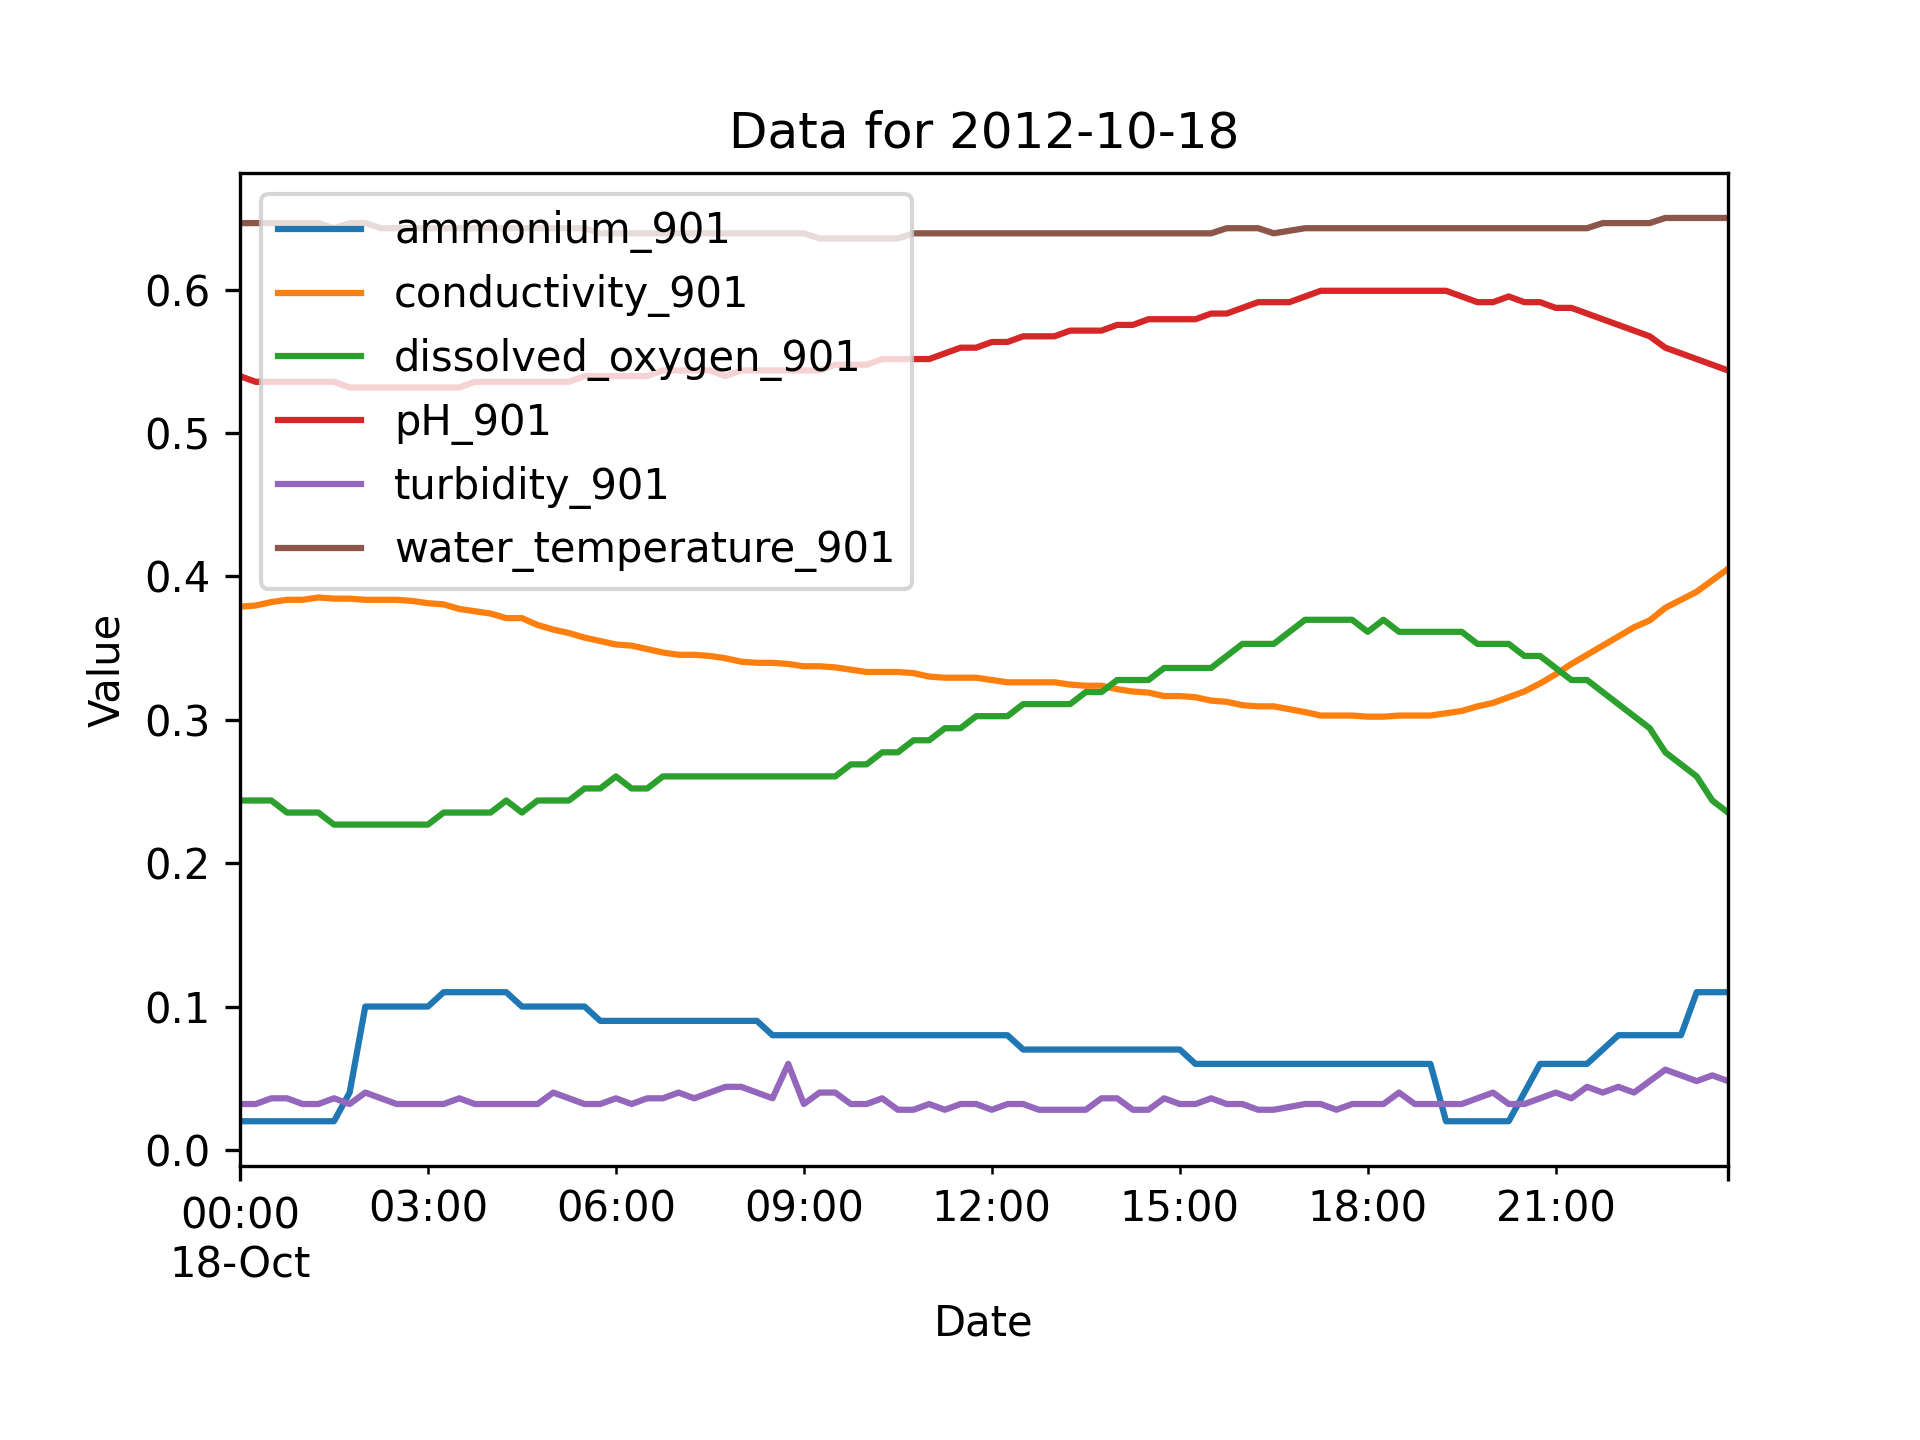 Data for 2012-10-18
ammonium_901
conductivity_901
dissolved_oxygen_901
pH_901
turbidity_901
water_temperature_901
Value
0.6
0.5
0.4
0.3
0.2
0.1
0.0
00:00 03:00 06:00 09:00 12:00 15:00 18:00 21:00
18-Oct
Date